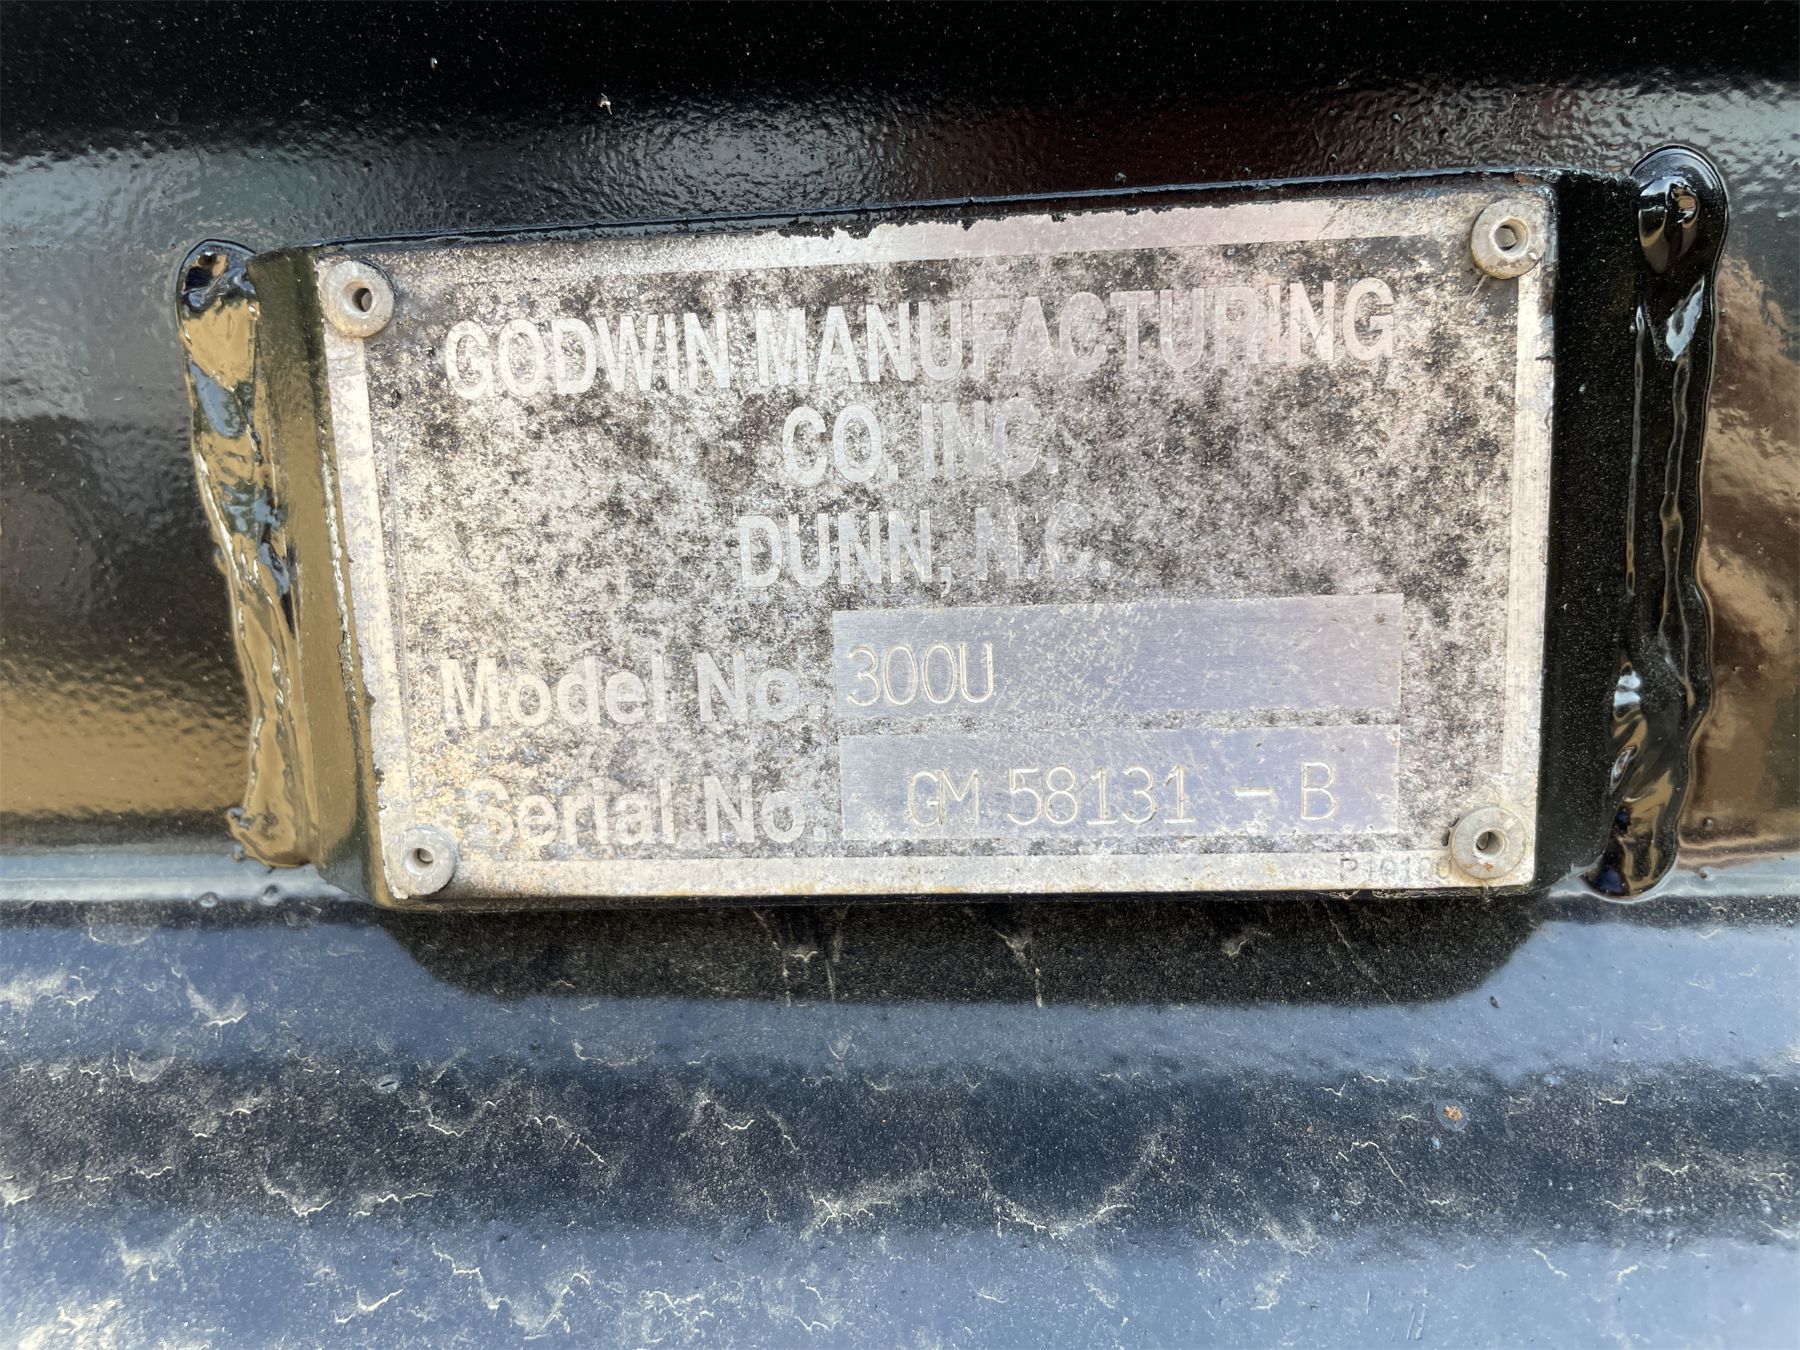 GODWIN MANUFACTURING
CO, INC.
DUNN, N.C.
Model No. 300U
Serial No. GM 58131 - B